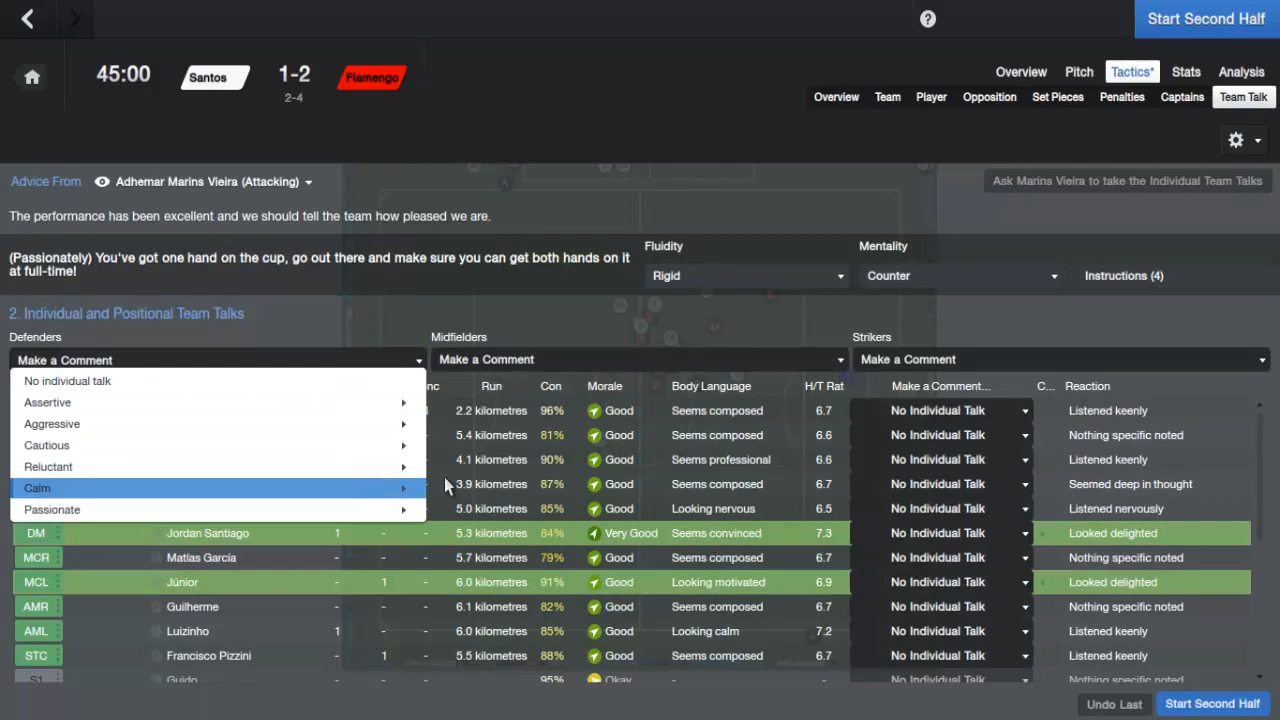 Start Second Half
45:00
Santos
1-2
Flamengo
2-4
Overview Pitch Tactics* Stats Analysis
Overview Team Player Opposition Set Pieces Penalties Captains Team Talk
Advice From Adhemar Marins Vieira (Attacking)
Ask Marins Vieira to take the Individual Team Talks
The performance has been excellent and we should tell the team how pleased we are.
(Passionately) You've got one hand on the cup, go out there and make sure you can get both hands on it
at full-time!
Fluidity
Rigid
Mentality
Counter
Instructions (4)
2. Individual and Positional Team Talks
Defenders Midfielders Strikers
Make a Comment Make a Comment Make a Comment
No individual talk
Assertive
Aggressive
Cautious
Reluctant
Calm
Passionate
nc Run Con Morale Body Language H/T Rat Make a Comment... C... Reaction
2.2 kilometres 96% Good Seems composed 6.7 No Individual Talk Listened keenly
5.4 kilometres 81% Good Seems composed 6.6 No Individual Talk Nothing specific noted
4.1 kilometres 90% Good Seems professional 6.6 No Individual Talk Listened keenly
3.9 kilometres 87% Good Seems composed 6.7 No Individual Talk Seemed deep in thought
5.0 kilometres 85% Good Looking nervous 6.5 No Individual Talk Listened nervously
DM Jordan Santiago 1 - - 5.3 kilometres 84% Very Good Seems convinced 7.3 No Individual Talk Looked delighted
MCR Matías García - - - 5.7 kilometres 79% Good Seems composed 6.7 No Individual Talk Nothing specific noted
MCL Júnior - 1 - 6.0 kilometres 91% Good Looking motivated 6.9 No Individual Talk Looked delighted
AMR Guilherme - - - 6.1 kilometres 82% Good Seems composed 6.7 No Individual Talk Nothing specific noted
AML Luizinho 1 - - 6.0 kilometres 85% Good Looking calm 7.2 No Individual Talk Listened keenly
STC Francisco Pizzini - 1 - 5.5 kilometres 88% Good Seems composed 6.7 No Individual Talk Listened keenly
S1 Guido - - - 95% Okay - - No Individual Talk Nothing specific noted
Undo Last Start Second Half